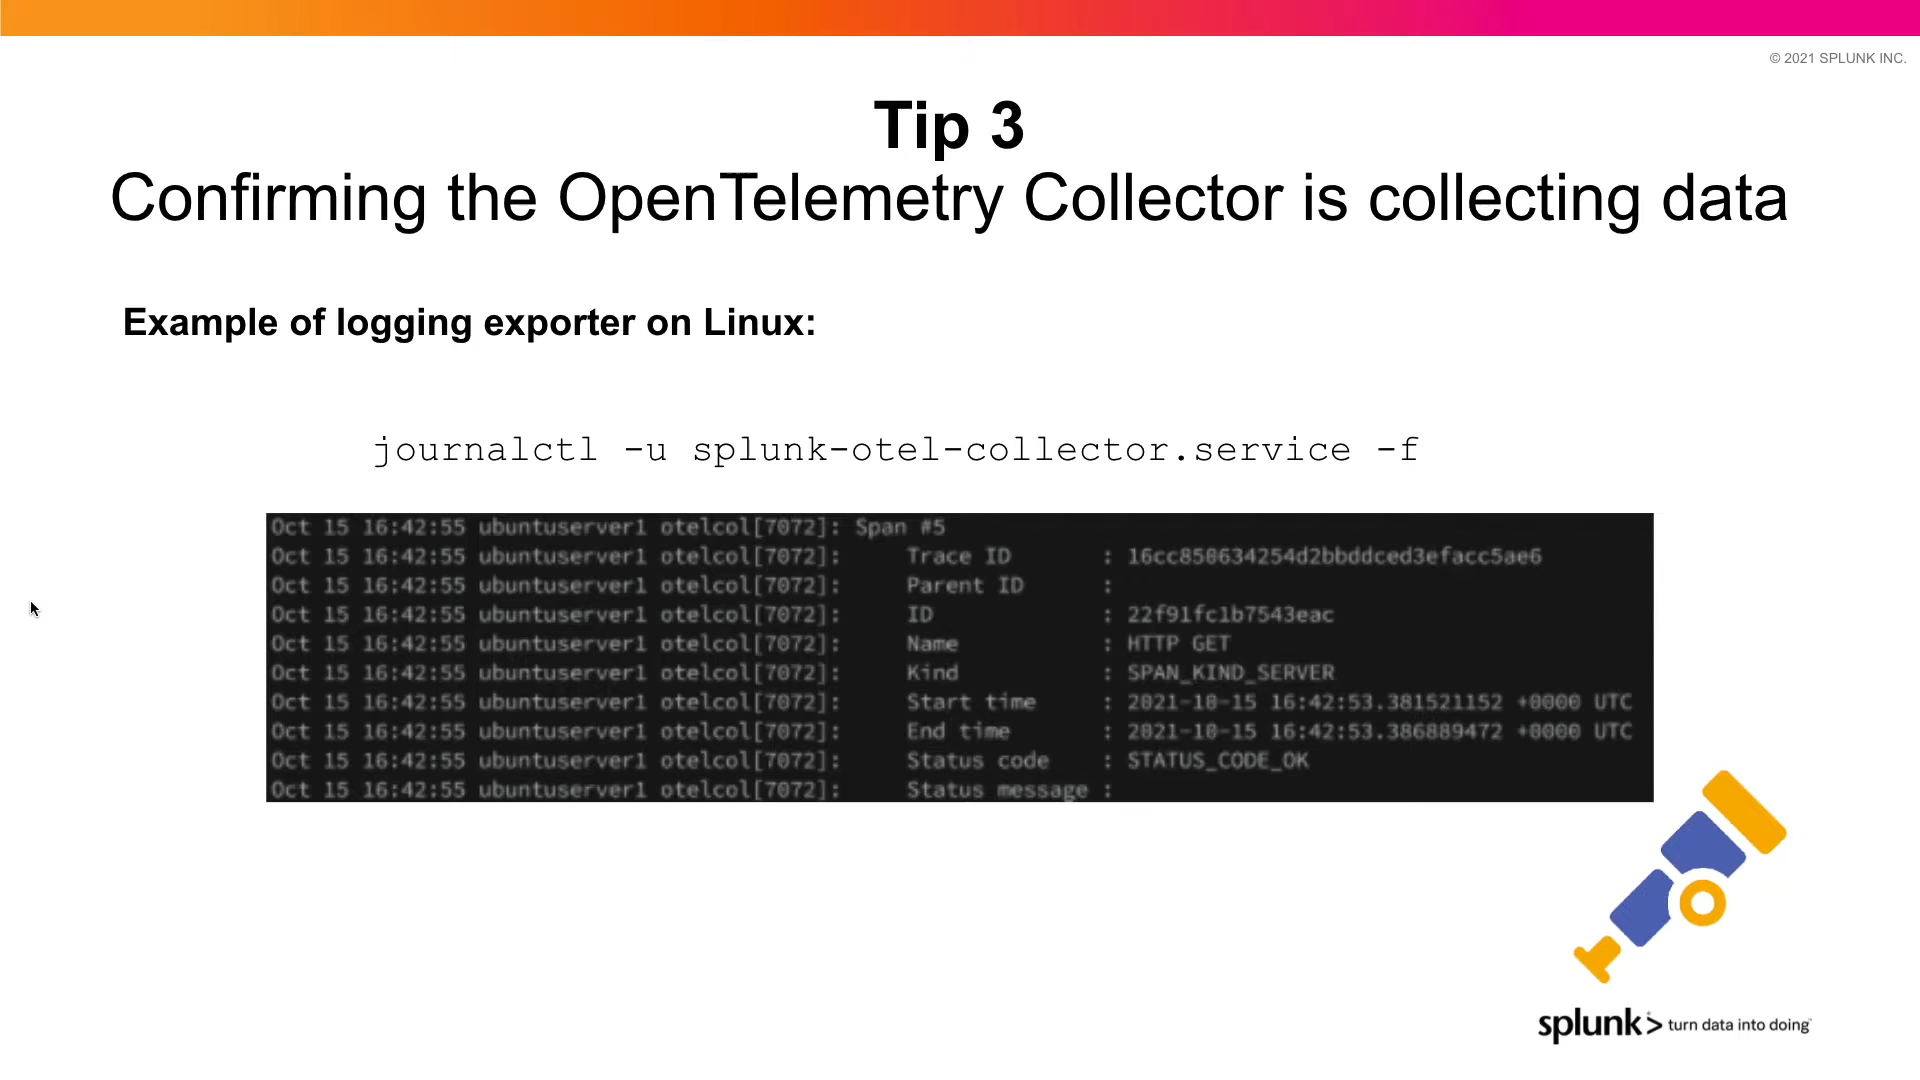 © 2021 SPLUNK INC.
Tip 3
Confirming the OpenTelemetry Collector is collecting data
Example of logging exporter on Linux:
journalctl -u splunk-otel-collector.service -f
Oct 15 16:42:55 ubuntuserver1 otelcol[7072]: Span #5
Oct 15 16:42:55 ubuntuserver1 otelcol[7072]: Trace ID : 16cc850634254d2bbddced3efacc5ae6
Oct 15 16:42:55 ubuntuserver1 otelcol[7072]: Parent ID :
Oct 15 16:42:55 ubuntuserver1 otelcol[7072]: ID : 22f91fc1b7543eac
Oct 15 16:42:55 ubuntuserver1 otelcol[7072]: Name : HTTP GET
Oct 15 16:42:55 ubuntuserver1 otelcol[7072]: Kind : SPAN_KIND_SERVER
Oct 15 16:42:55 ubuntuserver1 otelcol[7072]: Start time : 2021-10-15 16:42:53.381521152 +0000 UTC
Oct 15 16:42:55 ubuntuserver1 otelcol[7072]: End time : 2021-10-15 16:42:53.386889472 +0000 UTC
Oct 15 16:42:55 ubuntuserver1 otelcol[7072]: Status code : STATUS_CODE_OK
Oct 15 16:42:55 ubuntuserver1 otelcol[7072]: Status message :
splunk> turn data into doing™